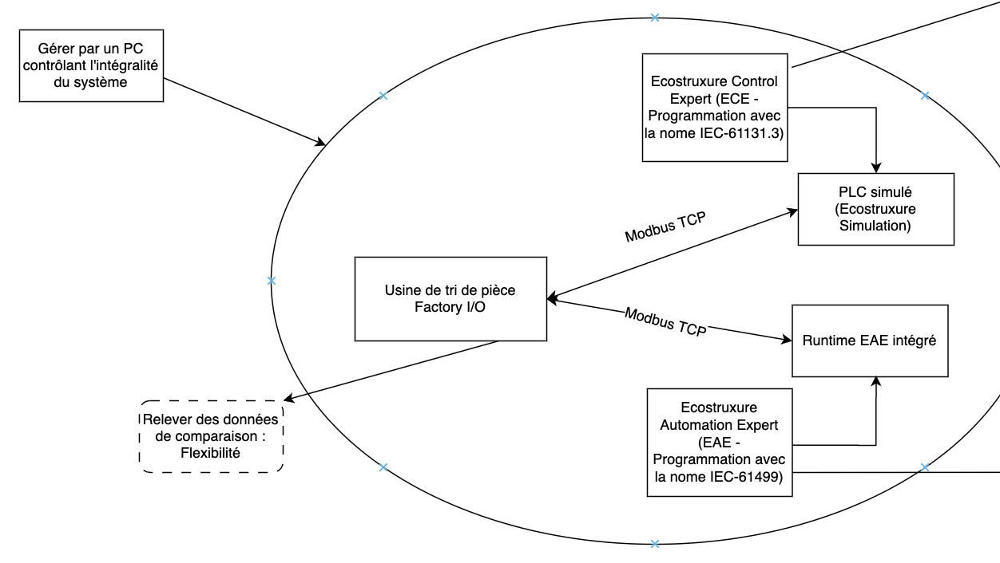 Gérer par un PC
contrôlant l'intégralité
du système
Ecostruxure Control
Expert (ECE -
Programmation avec
la nome IEC-61131.3)
PLC simulé
(Ecostruxure
Simulation)
Modbus TCP
Usine de tri de pièce
Factory I/O
Modbus TCP
Runtime EAE intégré
Ecostruxure
Automation Expert
(EAE -
Programmation avec
la nome IEC-61499)
Relever des données
de comparaison :
Flexibilité